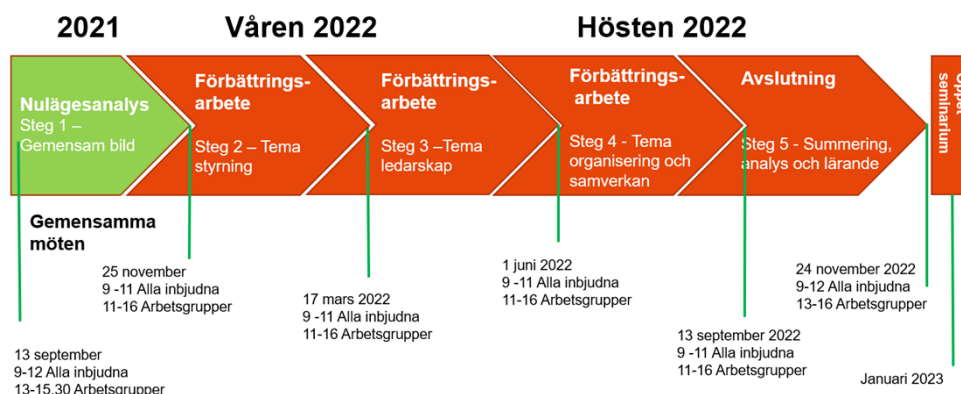 2021
Våren 2022
Hösten 2022
Nulägesanalys
Steg 1 –
Gemensam bild
Förbättrings-
arbete
Steg 2 – Tema
styrning
Förbättrings-
arbete
Steg 3 –Tema
ledarskap
Förbättrings-
arbete
Steg 4 - Tema
organisering och
samverkan
Avslutning
Steg 5 - Summering,
analys och lärande
Öppet
seminarium
Gemensamma
möten
13 september
9-12 Alla inbjudna
13-15.30 Arbetsgrupper
25 november
9 -11 Alla inbjudna
11-16 Arbetsgrupper
17 mars 2022
9 -11 Alla inbjudna
11-16 Arbetsgrupper
1 juni 2022
9 -11 Alla inbjudna
11-16 Arbetsgrupper
13 september 2022
9 -11 Alla inbjudna
11-16 Arbetsgrupper
24 november 2022
9-12 Alla inbjudna
13-16 Arbetsgrupper
Januari 2023